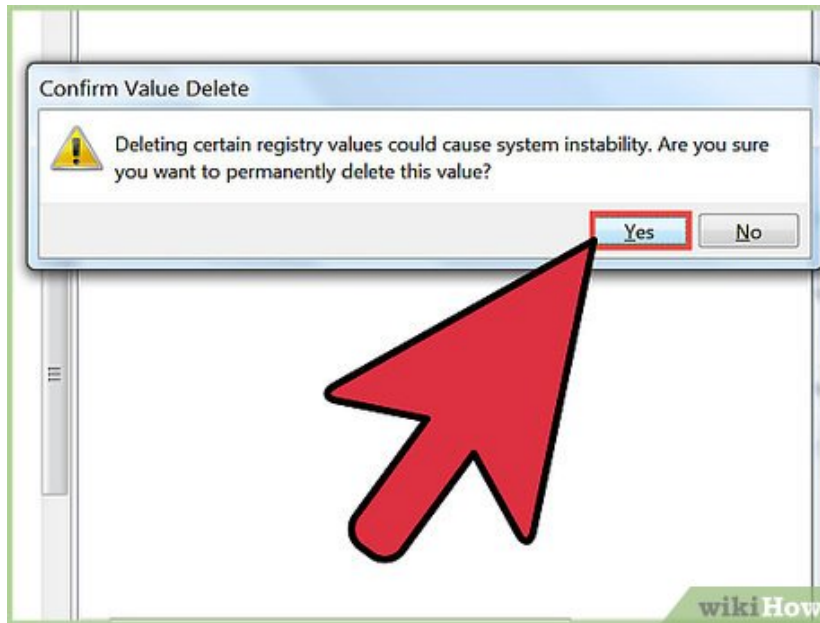 Confirm Value Delete
Deleting certain registry values could cause system instability. Are you sure
you want to permanently delete this value?
Yes No
wikiHow